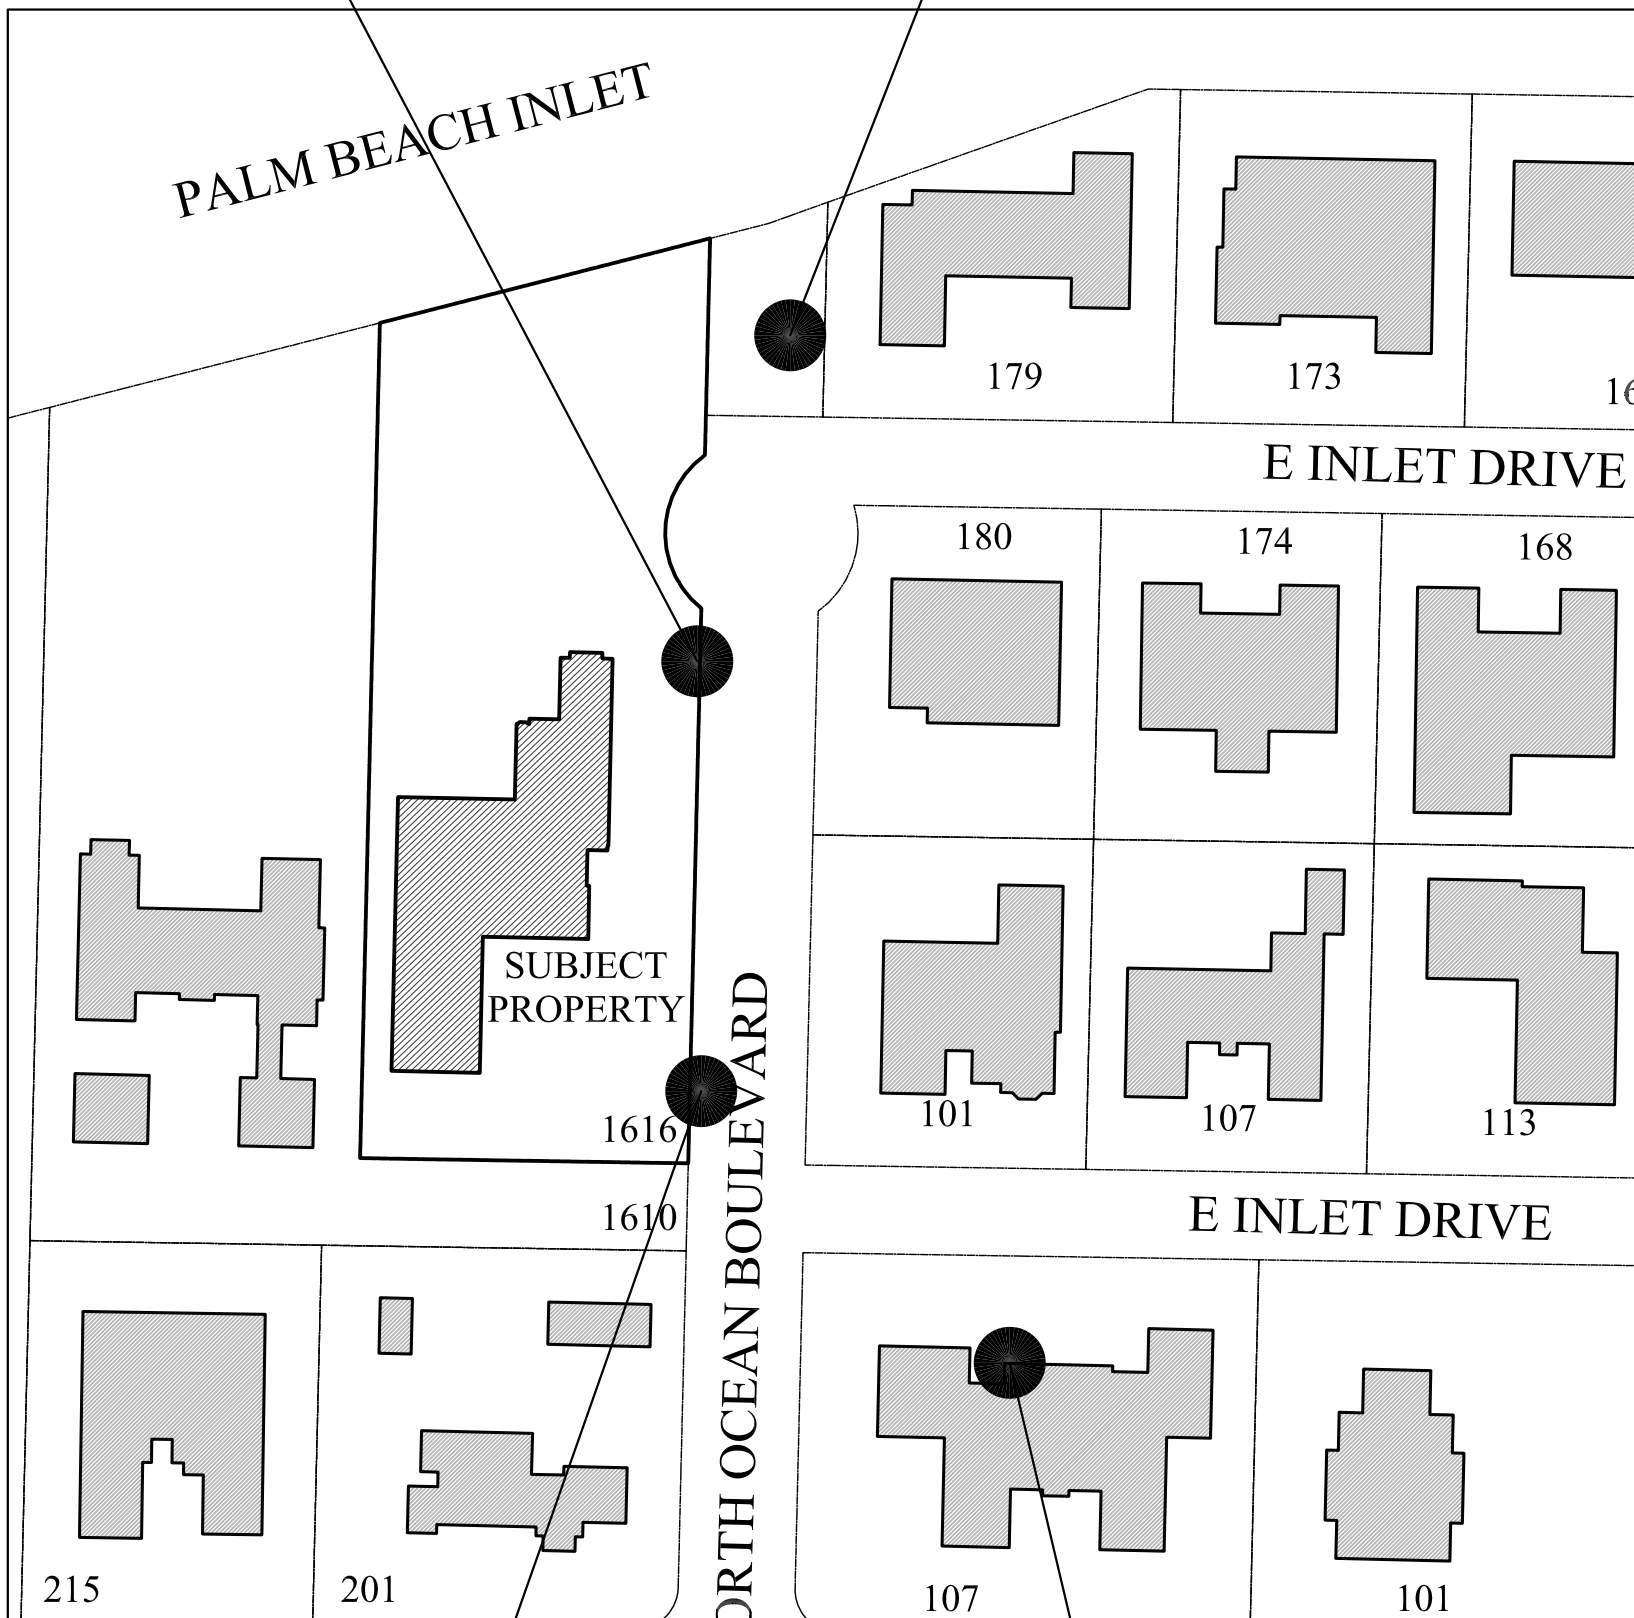 PALM BEACH INLET
179
173
E INLET DRIVE
180
174
168
SUBJECT
PROPERTY
1616
101
107
113
1610
E INLET DRIVE
ORTH OCEAN BOULEVARD
215
201
107
101